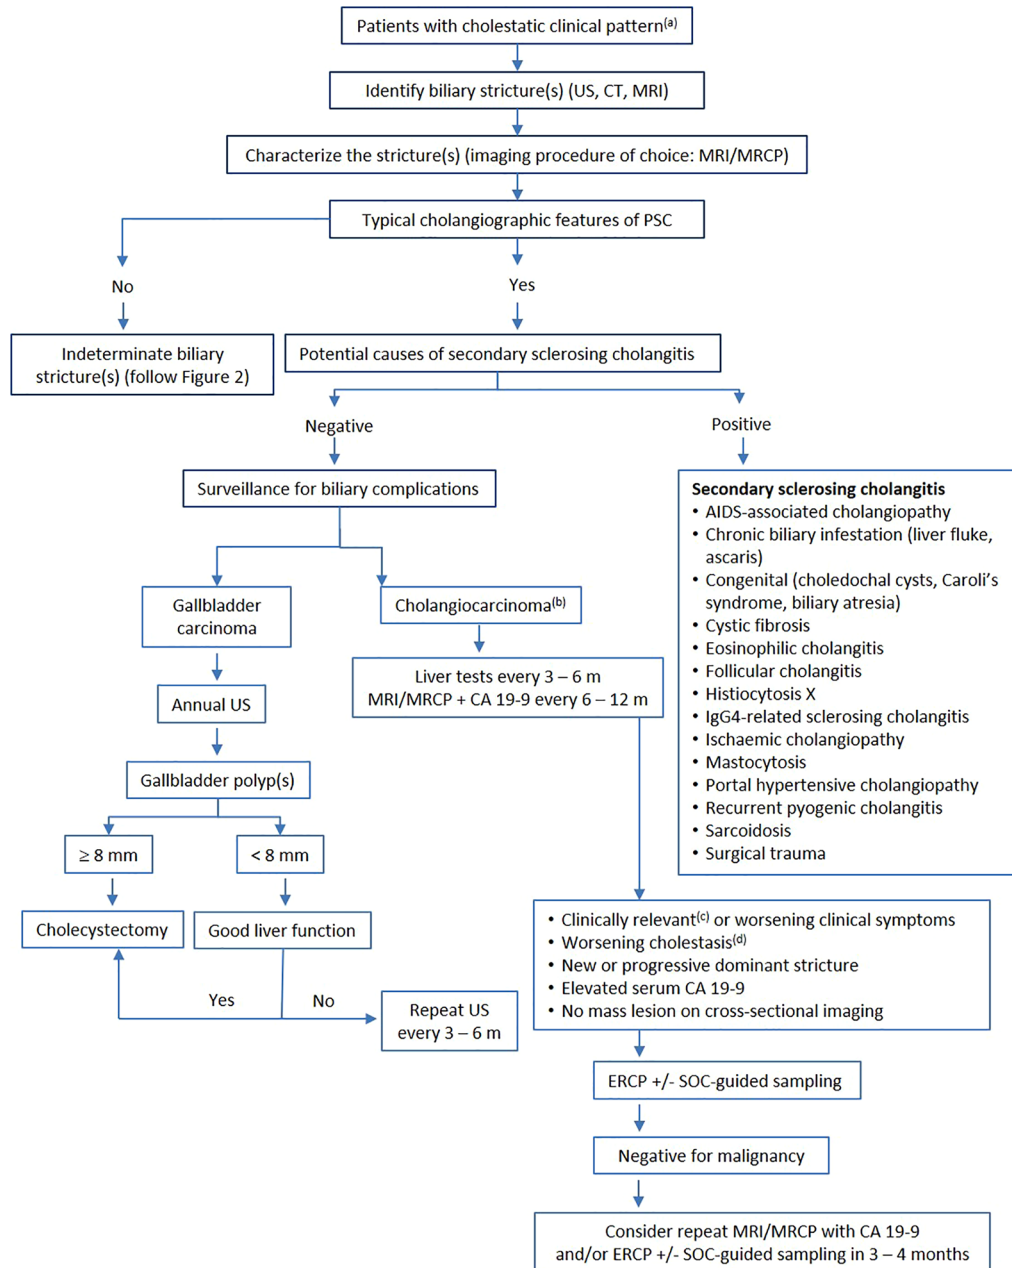 Patients with cholestatic clinical pattern(a)
Identify biliary stricture(s) (US, CT, MRI)
Characterize the stricture(s) (imaging procedure of choice: MRI/MRCP)
Typical cholangiographic features of PSC
No
Yes
Indeterminate biliary
stricture(s) (follow Figure 2)
Potential causes of secondary sclerosing cholangitis
Negative
Positive
Surveillance for biliary complications
Gallbladder
carcinoma
Cholangiocarcinoma(b)
Annual US
Liver tests every 3 – 6 m
MRI/MRCP + CA 19-9 every 6 – 12 m
Gallbladder polyp(s)
≥ 8 mm
< 8 mm
Cholecystectomy
Good liver function
Yes
No
Repeat US
every 3 – 6 m
Secondary sclerosing cholangitis
• AIDS-associated cholangiopathy
• Chronic biliary infestation (liver fluke,
ascaris)
• Congenital (choledochal cysts, Caroli's
syndrome, biliary atresia)
• Cystic fibrosis
• Eosinophilic cholangitis
• Follicular cholangitis
• Histiocytosis X
• IgG4-related sclerosing cholangitis
• Ischaemic cholangiopathy
• Mastocytosis
• Portal hypertensive cholangiopathy
• Recurrent pyogenic cholangitis
• Sarcoidosis
• Surgical trauma
• Clinically relevant(c) or worsening clinical symptoms
• Worsening cholestasis(d)
• New or progressive dominant stricture
• Elevated serum CA 19-9
• No mass lesion on cross-sectional imaging
ERCP +/- SOC-guided sampling
Negative for malignancy
Consider repeat MRI/MRCP with CA 19-9
and/or ERCP +/- SOC-guided sampling in 3 – 4 months